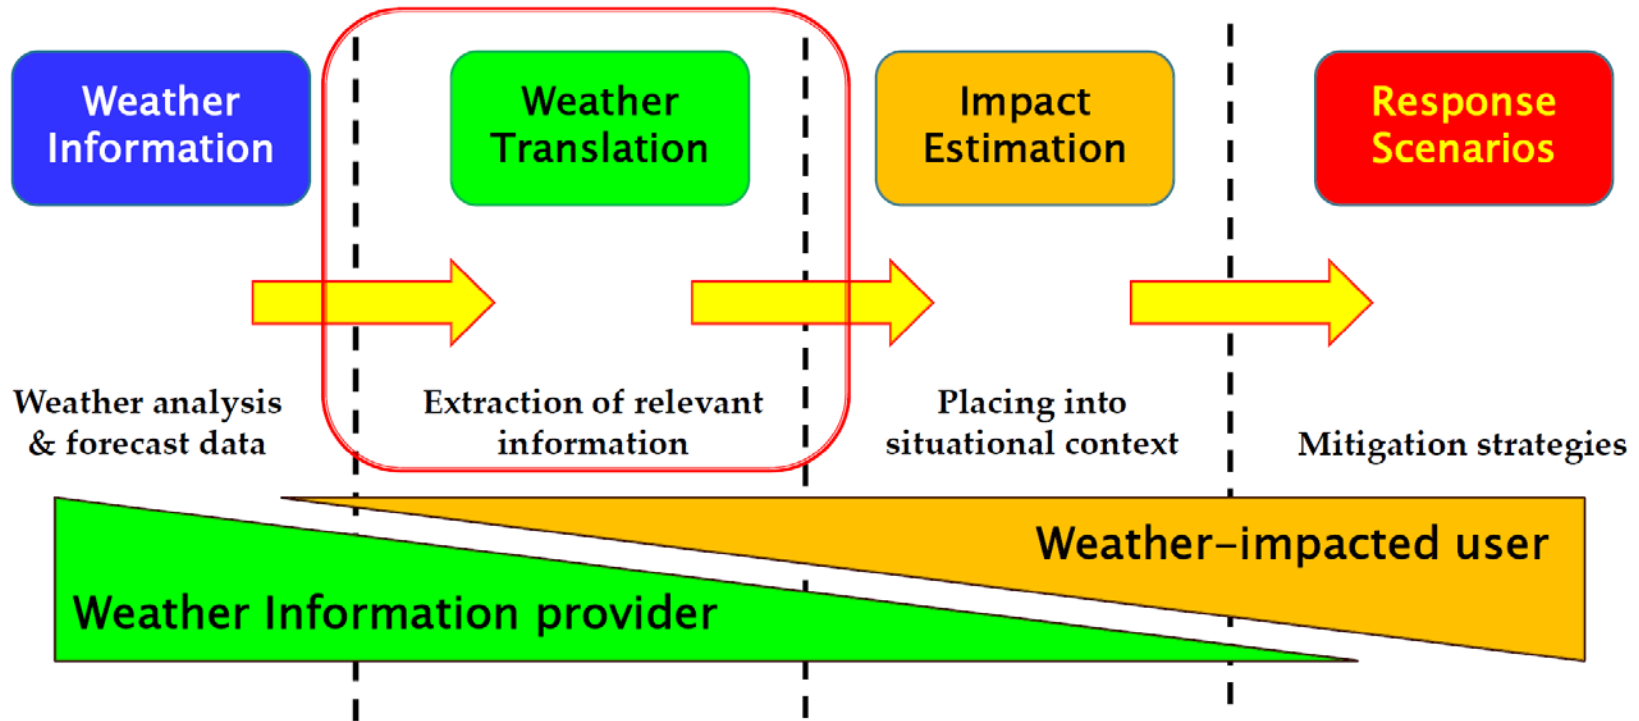 Weather
Information
Weather
Translation
Impact
Estimation
Response
Scenarios
Weather analysis
& forecast data
Extraction of relevant
information
Placing into
situational context
Mitigation strategies
Weather-impacted user
Weather Information provider